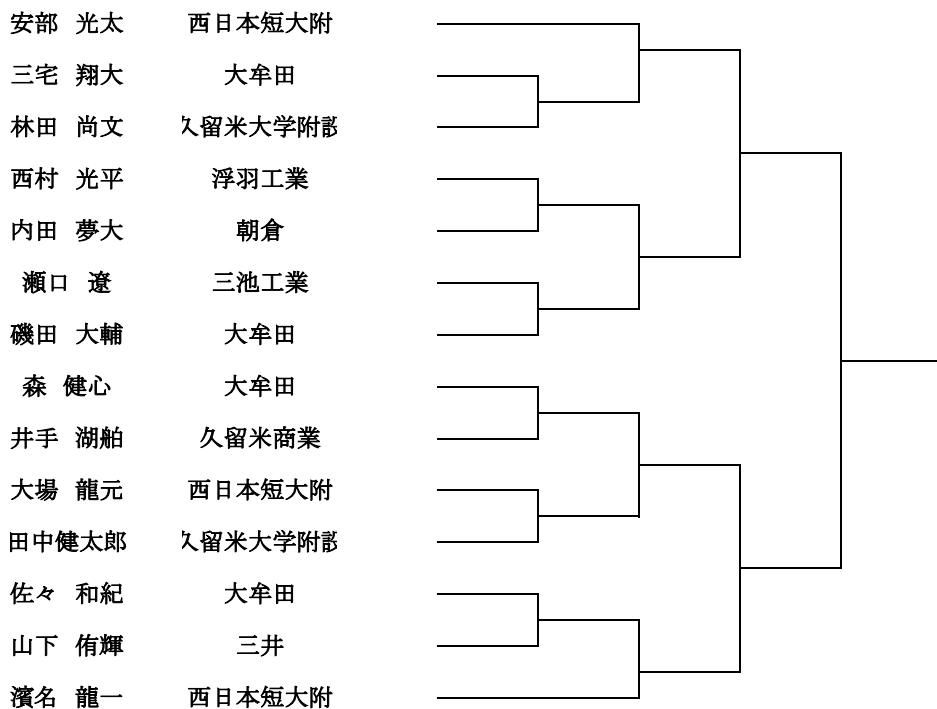 安部 光太 西日本短大附
三宅 翔大 大牟田
林田 尚文 久留米大学附設
西村 光平 浮羽工業
内田 夢大 朝倉
瀬口 遼 三池工業
磯田 大輔 大牟田
森 健心 大牟田
井手 湖舶 久留米商業
大場 龍元 西日本短大附
田中健太郎 久留米大学附設
佐々 和紀 大牟田
山下 侑輝 三井
濱名 龍一 西日本短大附